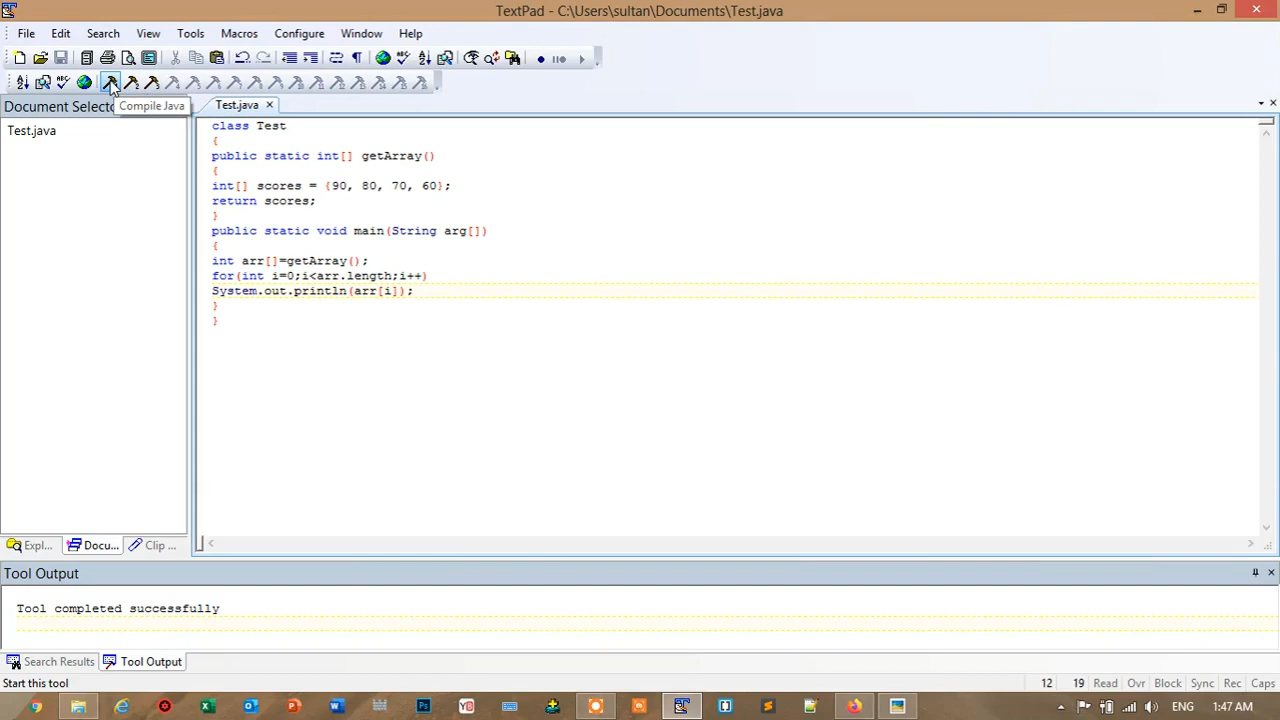 TextPad - C:\Users\sultan\Documents\Test.java
File Edit Search View Tools Macros Configure Window Help
Document Selecto
Compile Java
Test.java
Test.java
class Test
{
public static int[] getArray()
{
int[] scores = {90, 80, 70, 60};
return scores;
}
public static void main(String arg[])
{
int arr[]=getArray();
for(int i=0;i<arr.length;i++)
System.out.println(arr[i]);
}
}
Expl... Docu... Clip ...
Tool Output
Tool completed successfully
Search Results Tool Output
Start this tool 12 19 Read Ovr Block Sync Rec Caps
ENG 1:47 AM